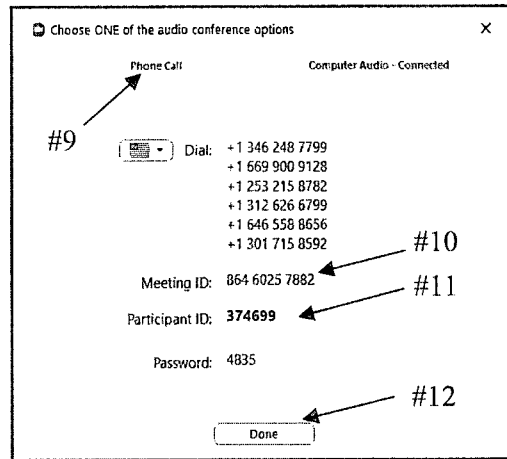 Choose ONE of the audio conference options X
Phone Call Computer Audio - Connected
#9
Dial: +1 346 248 7799
+1 669 900 9128
+1 253 215 8782
+1 312 626 6799
+1 646 558 8656
+1 301 715 8592
#10
Meeting ID: 864 6025 7882
#11
Participant ID: 374699
Password: 4835
#12
Done